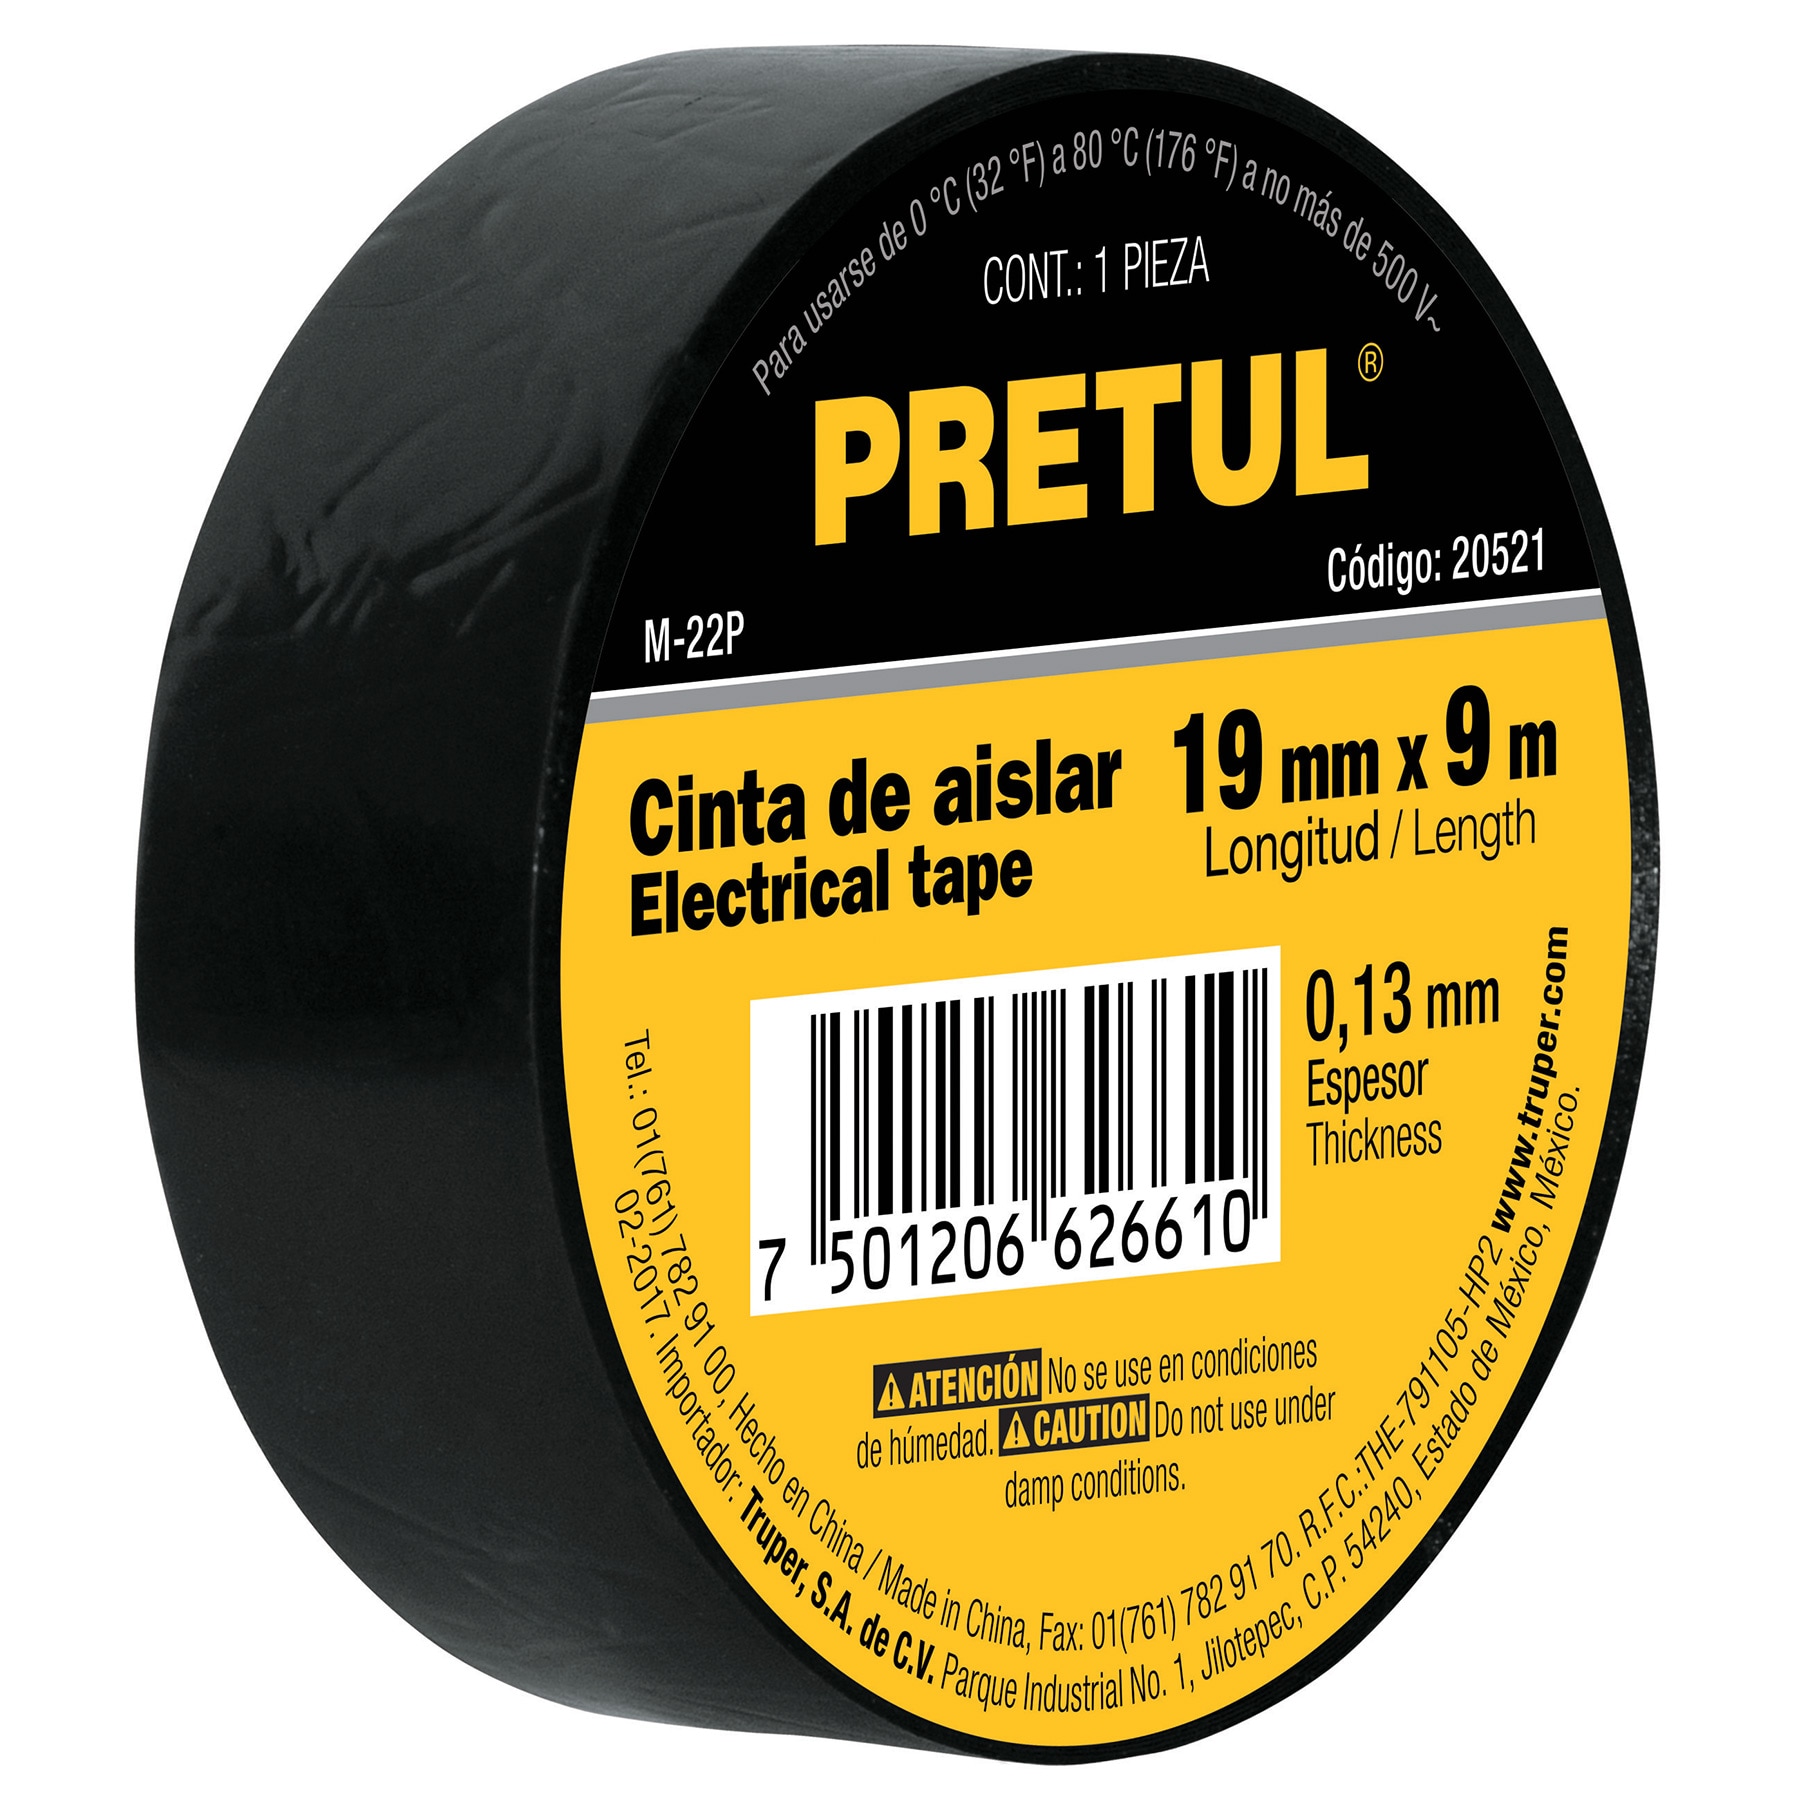 Para usarse de 0 °C (32 °F) a 80 °C (176 °F) a no más de 500 V~
CONT.: 1 PIEZA
PRETUL®
Código: 20521
M-22P
Cinta de aislar
Electrical tape
19 mm x 9 m
Longitud / Length
0,13 mm
Espesor
Thickness
7 501206 626610
⚠ ATENCIÓN No se use en condiciones
de húmedad. ⚠ CAUTION Do not use under
damp conditions.
Tel.: 01(761) 782 91 00, Hecho en China / Made in China, Fax: 01(761) 782 91 70. R.F.C.:THE-791105-HP2 www.truper.com
02-2017. Importador: Truper, S.A. de C.V. Parque Industrial No. 1, Jilotepec, C.P. 54240, Estado de México, México.